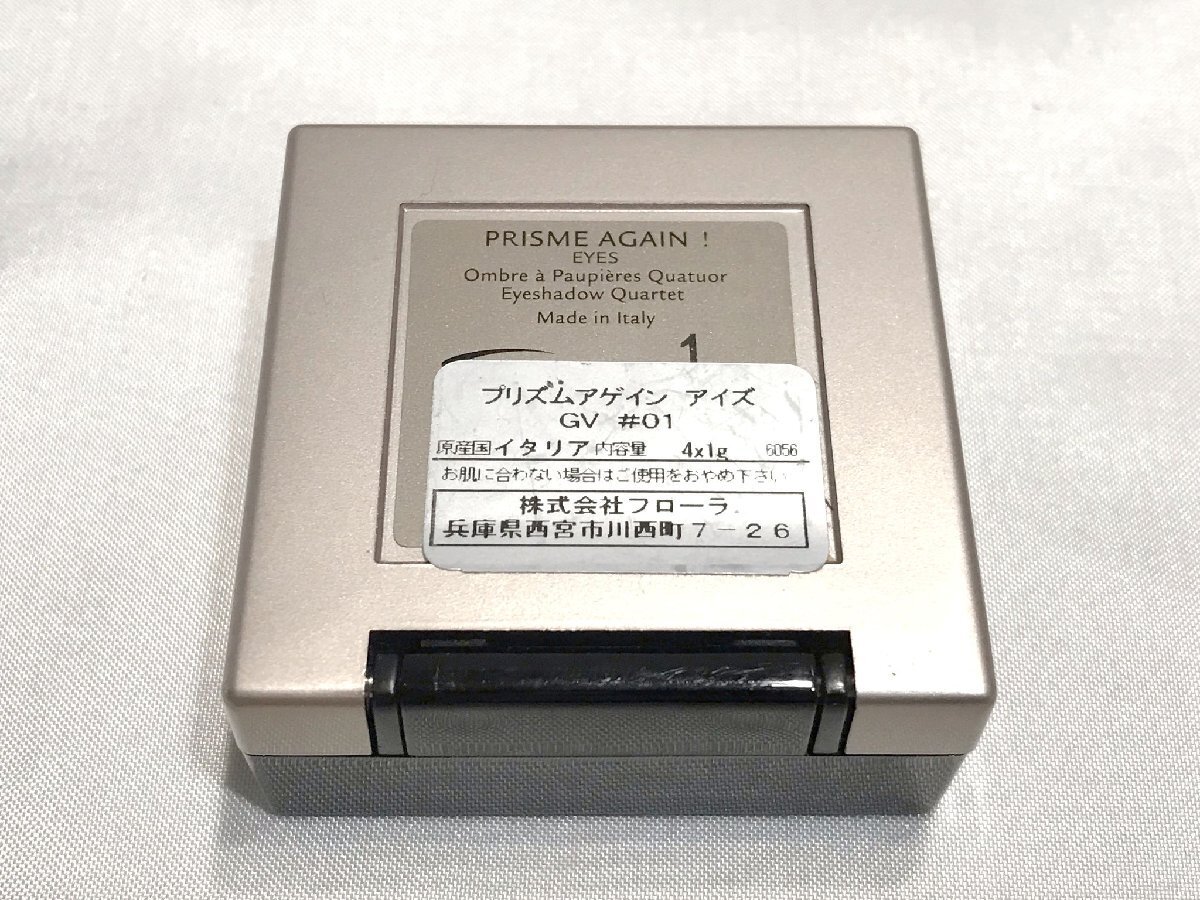 PRISME AGAIN !
EYES
Ombre à Paupières Quatuor
Eyeshadow Quartet
Made in Italy
1
プリズムアゲイン アイズ
GV #01
原産国イタリア 内容量 4x1g 6056
お肌に合わない場合はご使用をおやめ下さい
株式会社フローラ
兵庫県西宮市川西町7-26